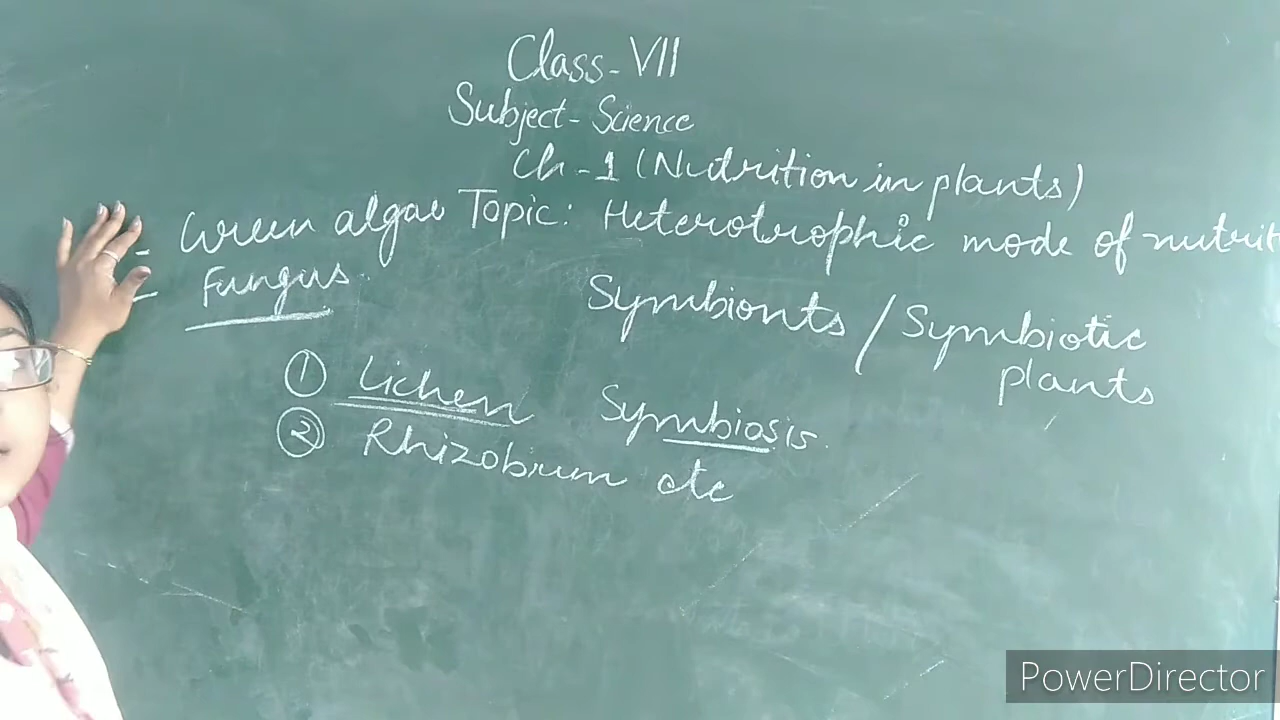 Class-VII
Subject-Science
Ch-1 (Nutrition in plants)
- Green algae
Topic: Heterotrophic mode of nutrit
- Fungus
Symbionts / Symbiotic
plants
① Lichen
Symbiosis
② Rhizobium etc
PowerDirector